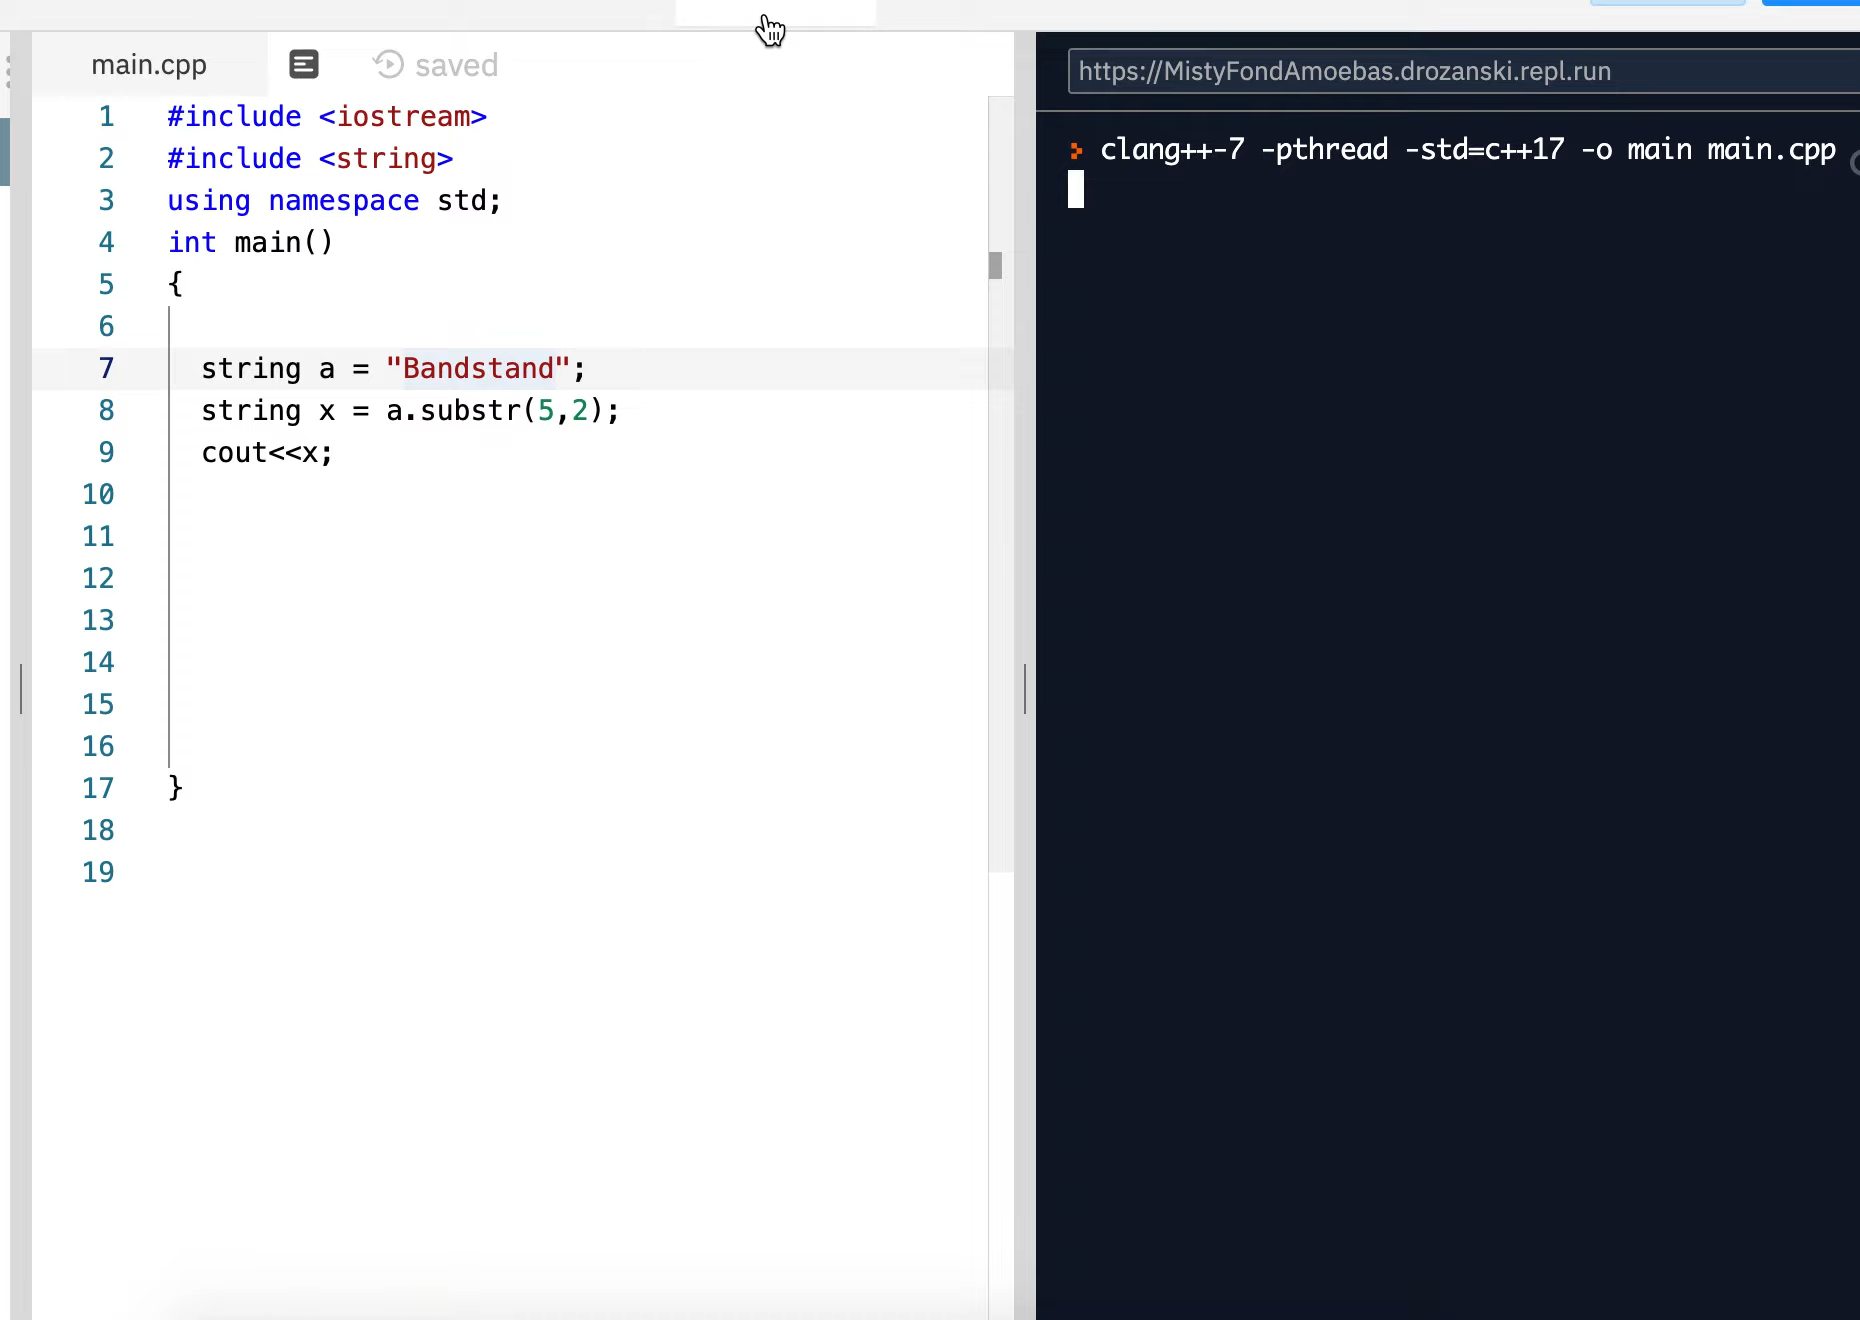 main.cpp saved
1 #include <iostream>
2 #include <string>
3 using namespace std;
4 int main()
5 {
6
7 string a = "Bandstand";
8 string x = a.substr(5,2);
9 cout<<x;
10
11
12
13
14
15
16
17 }
18
19
https://MistyFondAmoebas.drozanski.repl.run
clang++-7 -pthread -std=c++17 -o main main.cpp